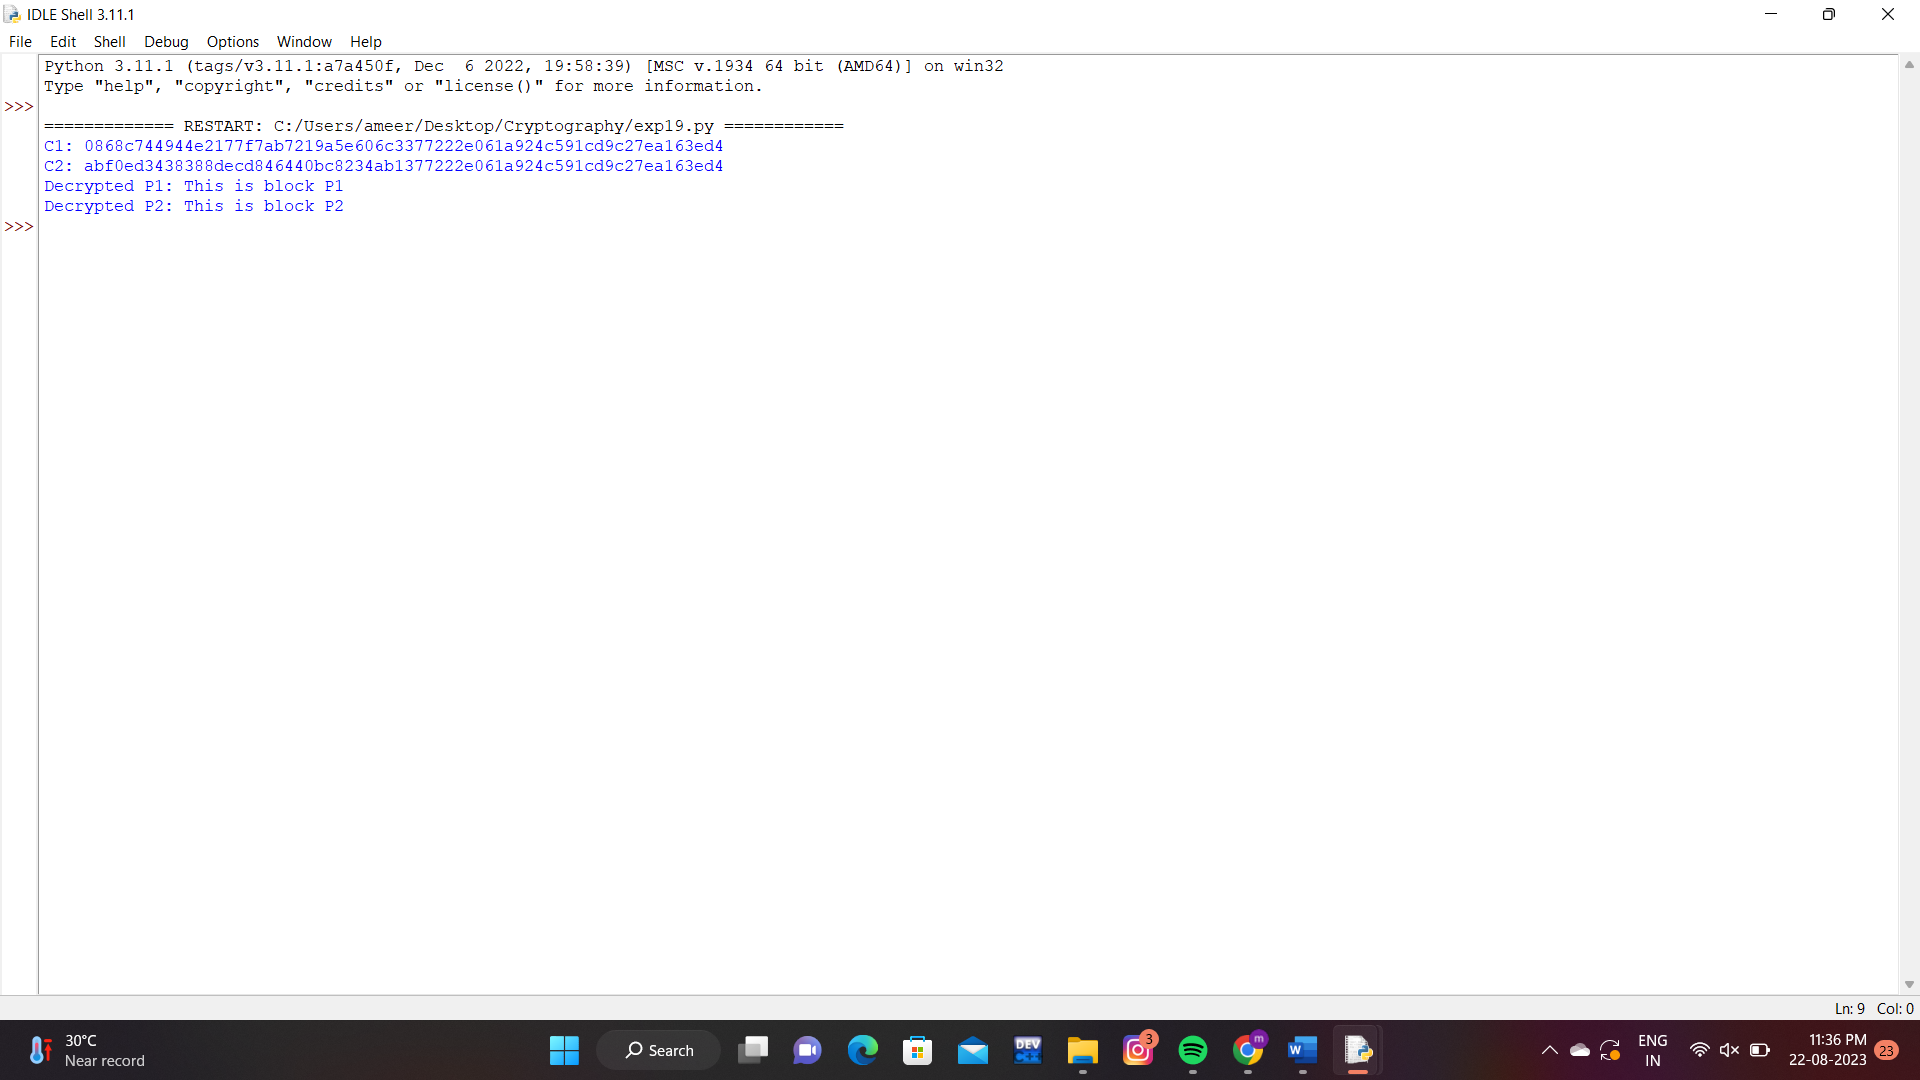 IDLE Shell 3.11.1
File Edit Shell Debug Options Window Help
Python 3.11.1 (tags/v3.11.1:a7a450f, Dec  6 2022, 19:58:39) [MSC v.1934 64 bit (AMD64)] on win32
Type "help", "copyright", "credits" or "license()" for more information.
>>>
============= RESTART: C:/Users/ameer/Desktop/Cryptography/exp19.py ============
C1: 0868c744944e2177f7ab7219a5e606c3377222e061a924c591cd9c27ea163ed4
C2: abf0ed3438388decd846440bc8234ab1377222e061a924c591cd9c27ea163ed4
Decrypted P1: This is block P1
Decrypted P2: This is block P2
>>>
Ln: 9 Col: 0
30°C
Near record
Search
DEV
C++
3
m
W
ENG
IN
11:36 PM
22-08-2023
23